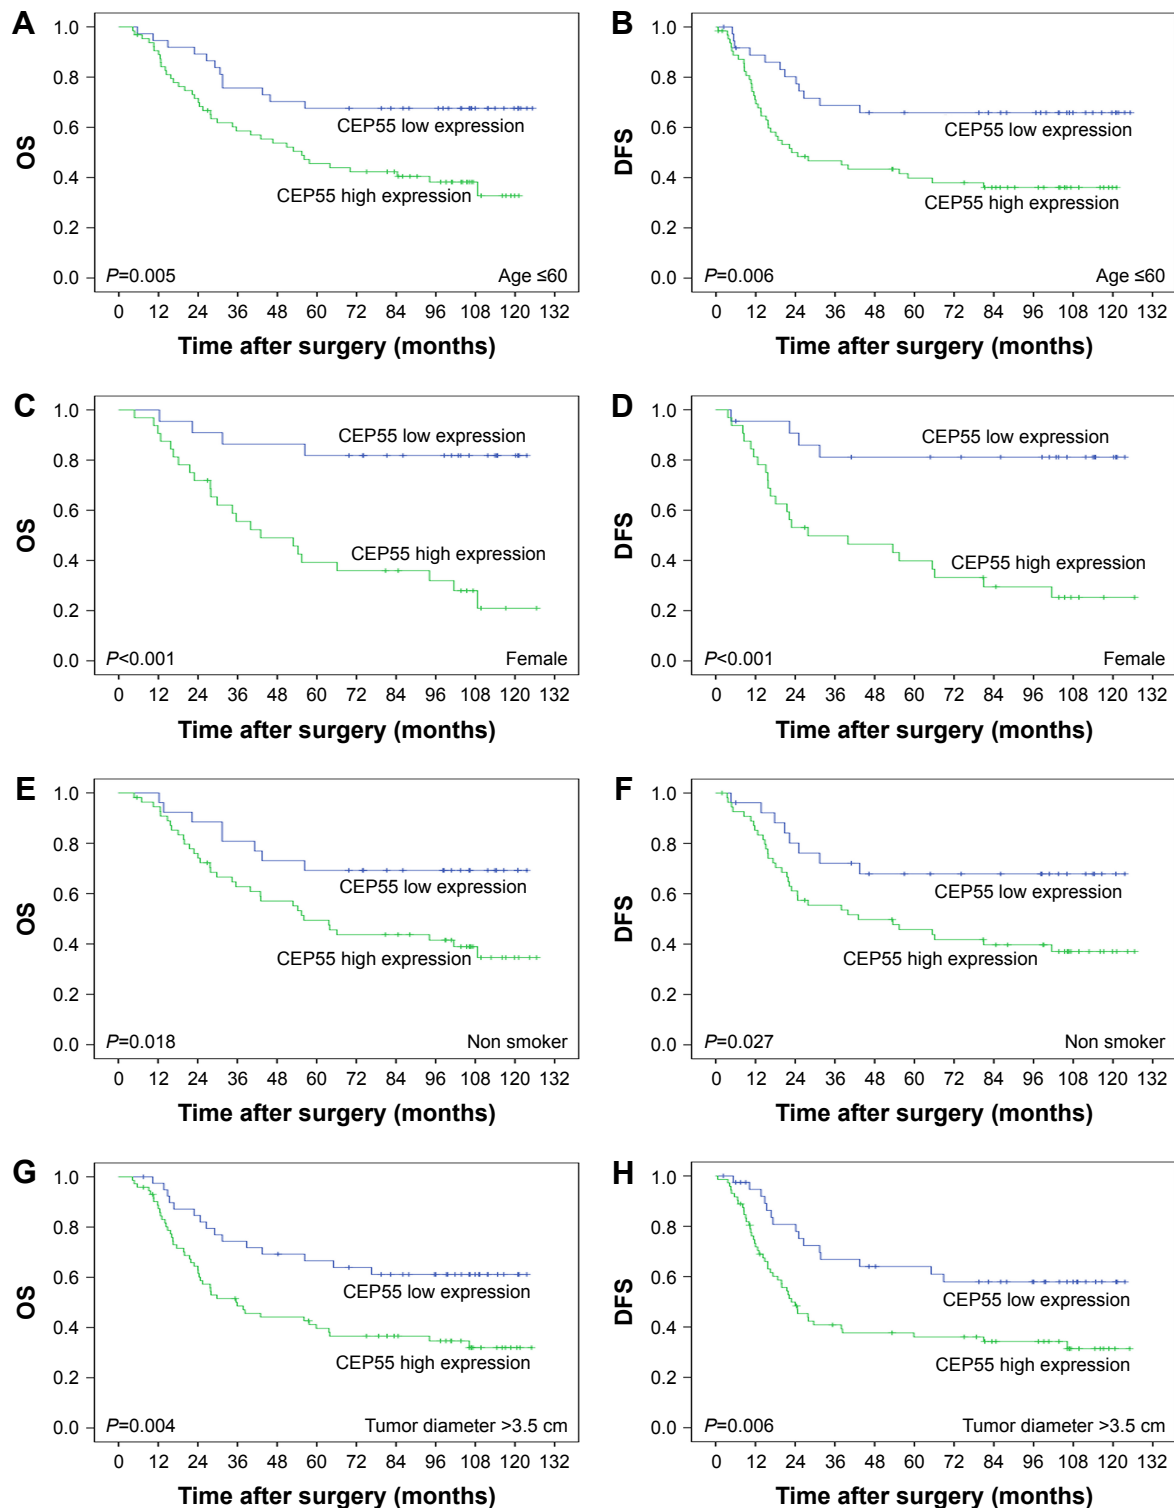 A
OS
1.0
0.8
0.6
0.4
0.2
0.0
CEP55 low expression
CEP55 high expression
P=0.005 Age ≤60
0 12 24 36 48 60 72 84 96 108 120 132
Time after surgery (months)
B
DFS
1.0
0.8
0.6
0.4
0.2
0.0
CEP55 low expression
CEP55 high expression
P=0.006 Age ≤60
0 12 24 36 48 60 72 84 96 108 120 132
Time after surgery (months)
C
OS
1.0
0.8
0.6
0.4
0.2
0.0
CEP55 low expression
CEP55 high expression
P<0.001 Female
0 12 24 36 48 60 72 84 96 108 120 132
Time after surgery (months)
D
DFS
1.0
0.8
0.6
0.4
0.2
0.0
CEP55 low expression
CEP55 high expression
P<0.001 Female
0 12 24 36 48 60 72 84 96 108 120 132
Time after surgery (months)
E
OS
1.0
0.8
0.6
0.4
0.2
0.0
CEP55 low expression
CEP55 high expression
P=0.018 Non smoker
0 12 24 36 48 60 72 84 96 108 120 132
Time after surgery (months)
F
DFS
1.0
0.8
0.6
0.4
0.2
0.0
CEP55 low expression
CEP55 high expression
P=0.027 Non smoker
0 12 24 36 48 60 72 84 96 108 120 132
Time after surgery (months)
G
OS
1.0
0.8
0.6
0.4
0.2
0.0
CEP55 low expression
CEP55 high expression
P=0.004 Tumor diameter >3.5 cm
0 12 24 36 48 60 72 84 96 108 120 132
Time after surgery (months)
H
DFS
1.0
0.8
0.6
0.4
0.2
0.0
CEP55 low expression
CEP55 high expression
P=0.006 Tumor diameter >3.5 cm
0 12 24 36 48 60 72 84 96 108 120 132
Time after surgery (months)